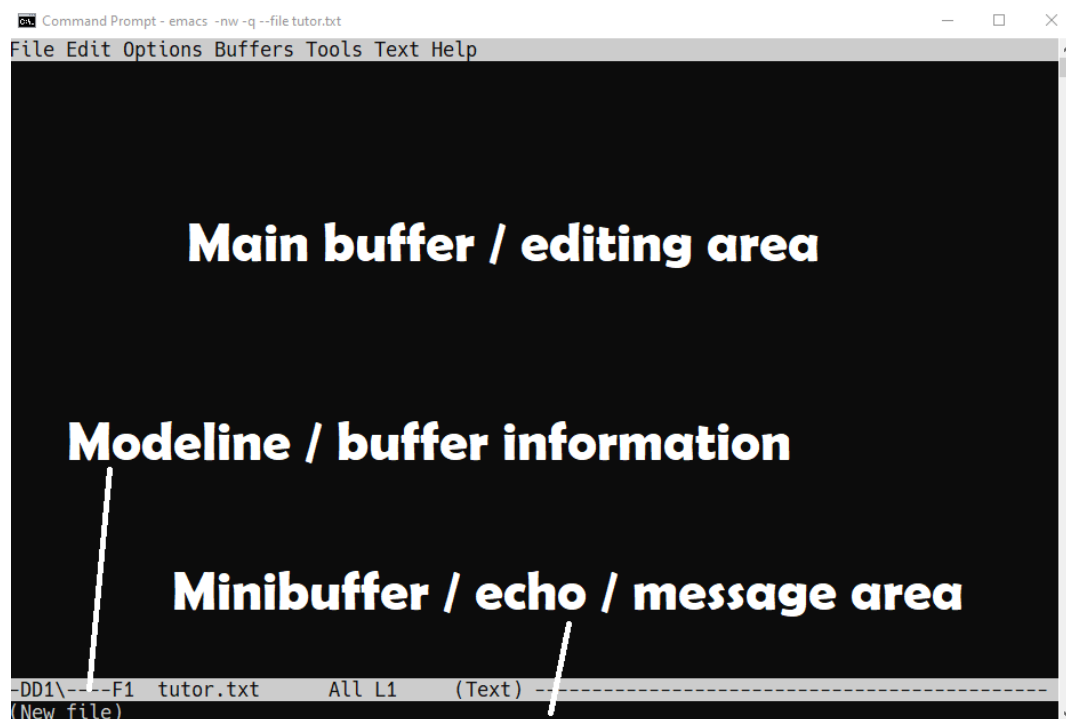 Command Prompt - emacs -nw -q --file tutor.txt
File Edit Options Buffers Tools Text Help
Main buffer / editing area
Modeline / buffer information
Minibuffer / echo / message area
-DD1\----F1  tutor.txt      All L1     (Text) ---------------------------------------------
(New file)